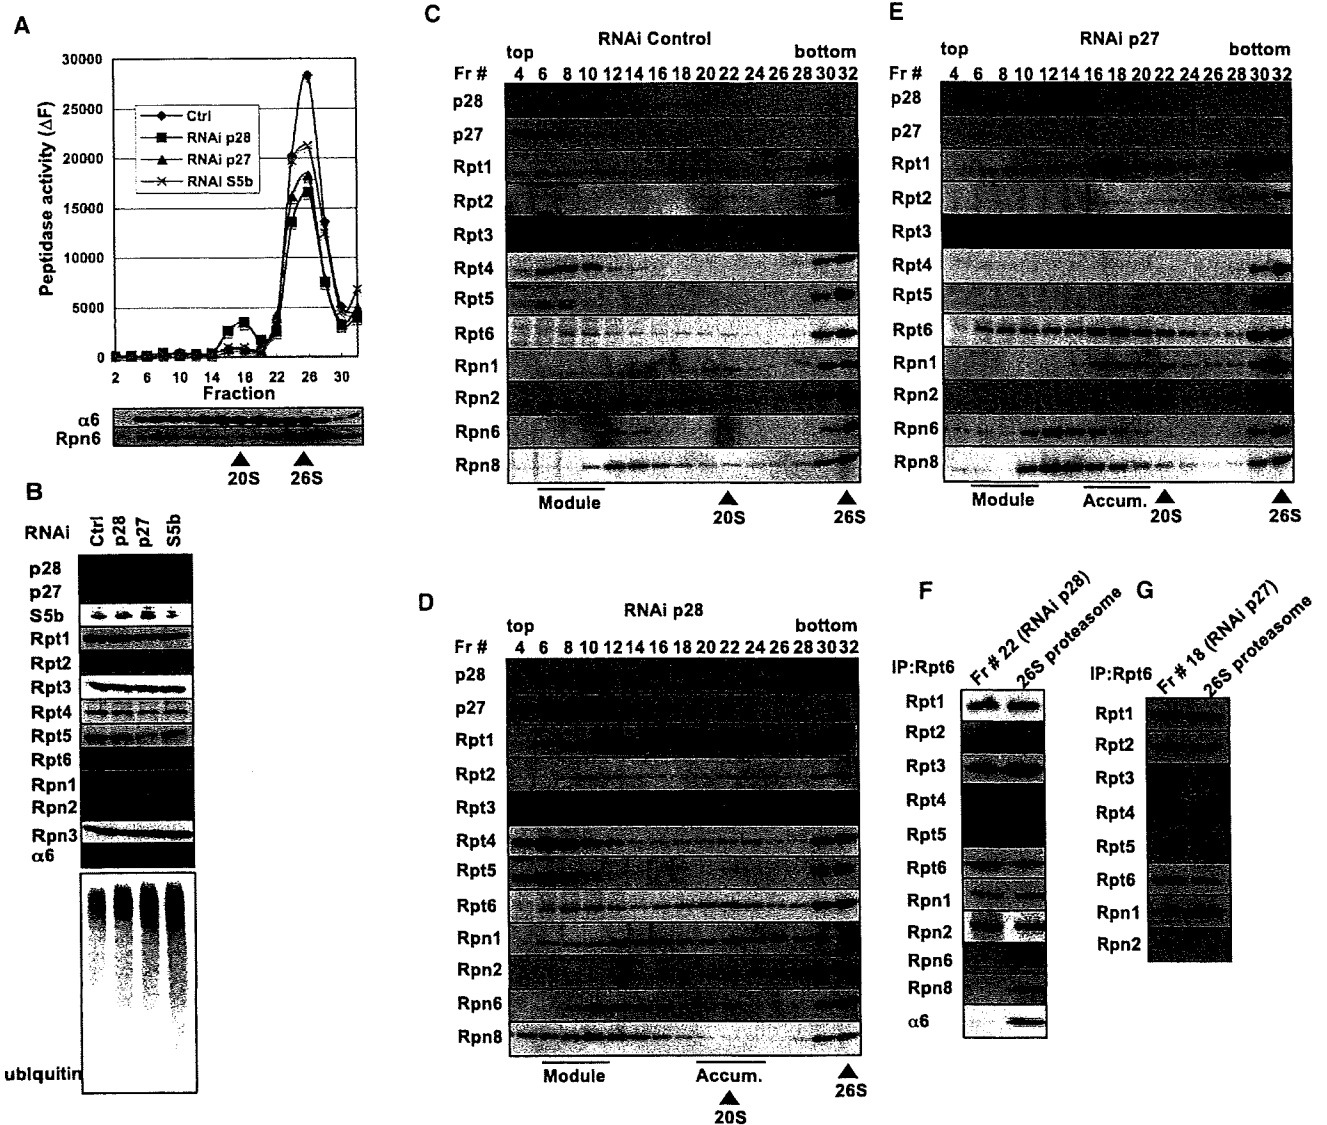 A
Peptidase activity (ΔF)
30000
25000
20000
15000
10000
5000
0
Ctrl
RNAi p28
RNAi p27
RNAi S5b
2 6 10 14 18 22 26 30
Fraction
α6
Rpn6
20S 26S
B
RNAi Ctrl p28 p27 S5b
p28
p27
S5b
Rpt1
Rpt2
Rpt3
Rpt4
Rpt5
Rpt6
Rpn1
Rpn2
Rpn3
α6
ubiquitin
C
RNAi Control
top bottom
Fr # 4 6 8 10 12 14 16 18 20 22 24 26 28 30 32
p28
p27
Rpt1
Rpt2
Rpt3
Rpt4
Rpt5
Rpt6
Rpn1
Rpn2
Rpn6
Rpn8
Module
20S 26S
D
RNAi p28
top bottom
Fr # 4 6 8 10 12 14 16 18 20 22 24 26 28 30 32
p28
p27
Rpt1
Rpt2
Rpt3
Rpt4
Rpt5
Rpt6
Rpn1
Rpn2
Rpn6
Rpn8
Module Accum.
20S 26S
E
RNAi p27
top bottom
Fr # 4 6 8 10 12 14 16 18 20 22 24 26 28 30 32
p28
p27
Rpt1
Rpt2
Rpt3
Rpt4
Rpt5
Rpt6
Rpn1
Rpn2
Rpn6
Rpn8
Module Accum.
20S 26S
F
IP:Rpt6 Fr # 22 (RNAi p28) 26S proteasome
Rpt1
Rpt2
Rpt3
Rpt4
Rpt5
Rpt6
Rpn1
Rpn2
Rpn6
Rpn8
α6
G
IP:Rpt6 Fr # 18 (RNAi p27) 26S proteasome
Rpt1
Rpt2
Rpt3
Rpt4
Rpt5
Rpt6
Rpn1
Rpn2